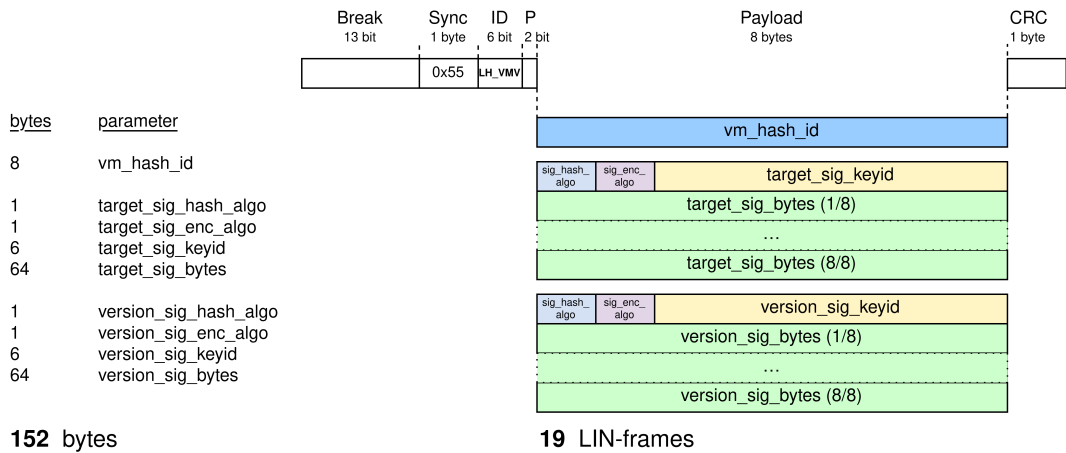 Break Sync ID P Payload CRC
13 bit 1 byte 6 bit 2 bit 8 bytes 1 byte
0x55 LH_VMV
bytes parameter
vm_hash_id
8 vm_hash_id
sig_hash_ algo sig_enc_ algo target_sig_keyid
1 target_sig_hash_algo
target_sig_bytes (1/8)
1 target_sig_enc_algo
...
6 target_sig_keyid
64 target_sig_bytes
target_sig_bytes (8/8)
sig_hash_ algo sig_enc_ algo version_sig_keyid
1 version_sig_hash_algo
1 version_sig_enc_algo
version_sig_bytes (1/8)
6 version_sig_keyid
...
64 version_sig_bytes
version_sig_bytes (8/8)
152 bytes 19 LIN-frames